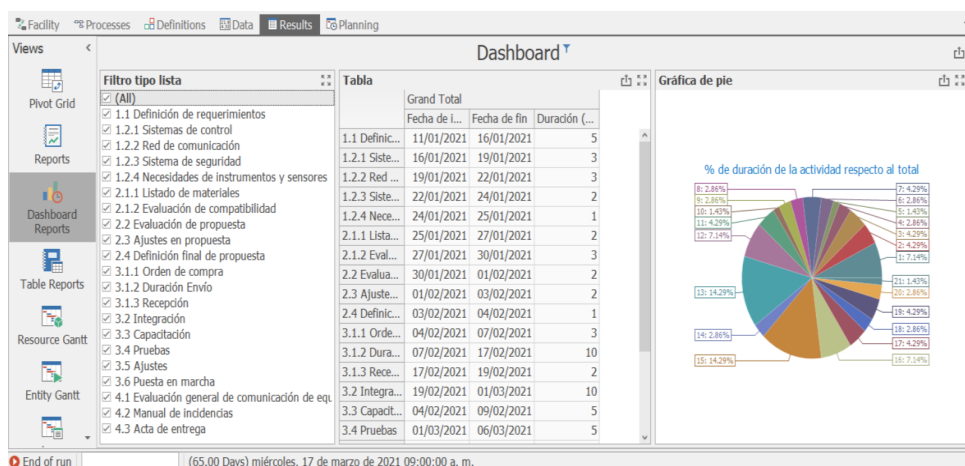 Facility Processes Definitions Data Results Planning
Views
Dashboard
Pivot Grid
Reports
Dashboard
Reports
Table Reports
Resource Gantt
Entity Gantt
Filtro tipo lista
(All)
1.1 Definición de requerimientos
1.2.1 Sistemas de control
1.2.2 Red de comunicación
1.2.3 Sistema de seguridad
1.2.4 Necesidades de instrumentos y sensores
2.1.1 Listado de materiales
2.1.2 Evaluación de compatibilidad
2.2 Evaluación de propuesta
2.3 Ajustes en propuesta
2.4 Definición final de propuesta
3.1.1 Orden de compra
3.1.2 Duración Envío
3.1.3 Recepción
3.2 Integración
3.3 Capacitación
3.4 Pruebas
3.5 Ajustes
3.6 Puesta en marcha
4.1 Evaluación general de comunicación de equ
4.2 Manual de incidencias
4.3 Acta de entrega
Tabla
Grand Total
Fecha de i... Fecha de fin Duración (...
1.1 Definic... 11/01/2021 16/01/2021 5
1.2.1 Siste... 16/01/2021 19/01/2021 3
1.2.2 Red ... 19/01/2021 22/01/2021 3
1.2.3 Siste... 22/01/2021 24/01/2021 2
1.2.4 Nece... 24/01/2021 25/01/2021 1
2.1.1 Lista... 25/01/2021 27/01/2021 2
2.1.2 Eval... 27/01/2021 30/01/2021 3
2.2 Evalua... 30/01/2021 01/02/2021 2
2.3 Ajuste... 01/02/2021 03/02/2021 2
2.4 Definic... 03/02/2021 04/02/2021 1
3.1.1 Orde... 04/02/2021 07/02/2021 3
3.1.2 Dura... 07/02/2021 17/02/2021 10
3.1.3 Rece... 17/02/2021 19/02/2021 2
3.2 Integra... 19/02/2021 01/03/2021 10
3.3 Capacit... 04/02/2021 09/02/2021 5
3.4 Pruebas 01/03/2021 06/03/2021 5
Gráfica de pie
% de duración de la actividad respecto al total
8: 2.86%
9: 2.86%
10: 1.43%
11: 4.29%
12: 7.14%
13: 14.29%
14: 2.86%
15: 14.29%
7: 4.29%
6: 2.86%
5: 1.43%
4: 2.86%
3: 4.29%
2: 4.29%
1: 7.14%
21: 1.43%
20: 2.86%
19: 4.29%
18: 2.86%
17: 4.29%
16: 7.14%
End of run (65.00 Days) miércoles, 17 de marzo de 2021 09:00:00 a. m.